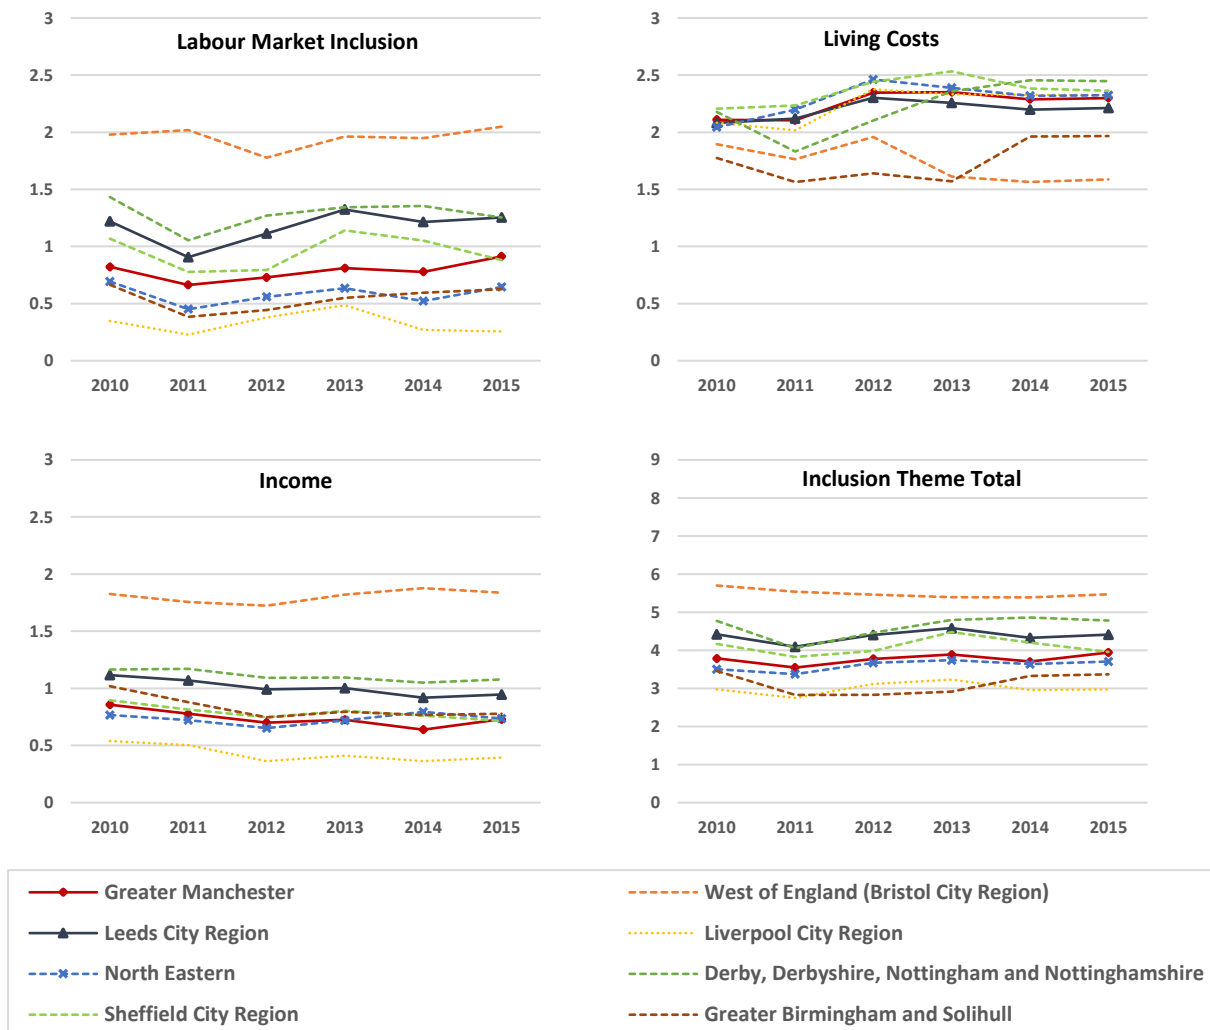 Labour Market Inclusion
3
2.5
2
1.5
1
0.5
0
2010 2011 2012 2013 2014 2015
Living Costs
3
2.5
2
1.5
1
0.5
0
2010 2011 2012 2013 2014 2015
Income
3
2.5
2
1.5
1
0.5
0
2010 2011 2012 2013 2014 2015
Inclusion Theme Total
9
8
7
6
5
4
3
2
1
0
2010 2011 2012 2013 2014 2015
Greater Manchester
West of England (Bristol City Region)
Leeds City Region
Liverpool City Region
North Eastern
Derby, Derbyshire, Nottingham and Nottinghamshire
Sheffield City Region
Greater Birmingham and Solihull